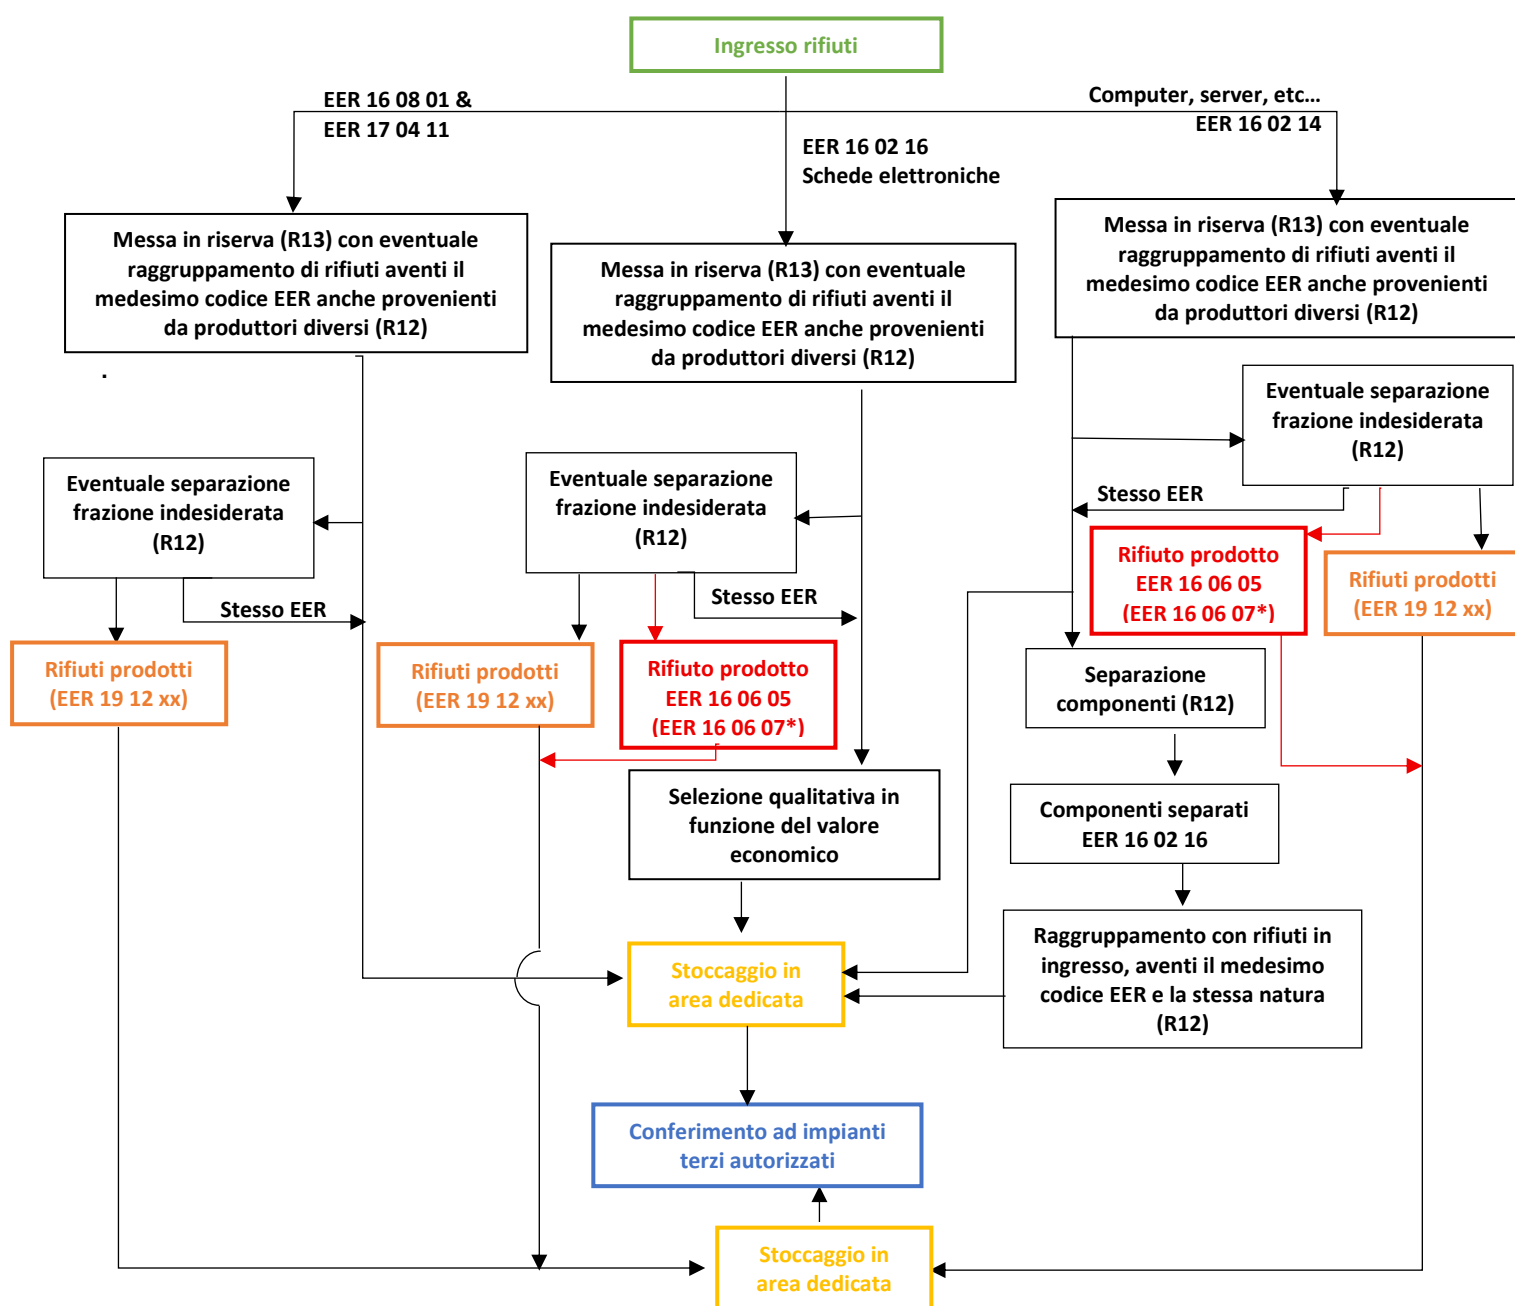 Ingresso rifiuti
EER 16 08 01 &
EER 17 04 11
EER 16 02 16
Schede elettroniche
Computer, server, etc…
EER 16 02 14
Messa in riserva (R13) con eventuale
raggruppamento di rifiuti aventi il
medesimo codice EER anche provenienti
da produttori diversi (R12)
.
Messa in riserva (R13) con eventuale
raggruppamento di rifiuti aventi il
medesimo codice EER anche provenienti
da produttori diversi (R12)
Messa in riserva (R13) con eventuale
raggruppamento di rifiuti aventi il
medesimo codice EER anche provenienti
da produttori diversi (R12)
Eventuale separazione
frazione indesiderata
(R12)
Eventuale separazione
frazione indesiderata
(R12)
Eventuale separazione
frazione indesiderata
(R12)
Stesso EER
Stesso EER
Stesso EER
Rifiuti prodotti
(EER 19 12 xx)
Rifiuti prodotti
(EER 19 12 xx)
Rifiuto prodotto
EER 16 06 05
(EER 16 06 07*)
Rifiuto prodotto
EER 16 06 05
(EER 16 06 07*)
Rifiuti prodotti
(EER 19 12 xx)
Separazione
componenti (R12)
Selezione qualitativa in
funzione del valore
economico
Componenti separati
EER 16 02 16
Raggruppamento con rifiuti in
ingresso, aventi il medesimo
codice EER e la stessa natura
(R12)
Stoccaggio in
area dedicata
Conferimento ad impianti
terzi autorizzati
Stoccaggio in
area dedicata